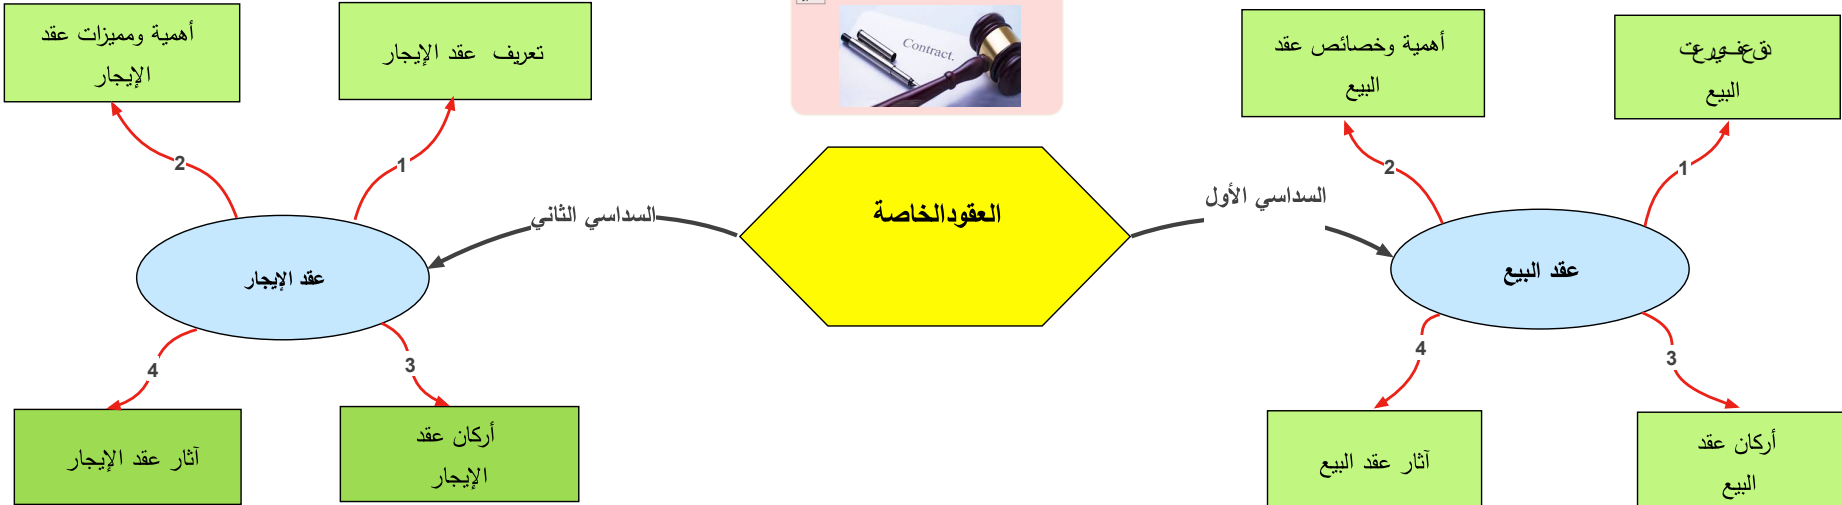 Contract.
العقودالخاصة
السداسي الأول
عقد البيع
1
البيع
2
أهمية وخصائص عقد
البيع
3
أركان عقد
البيع
4
آثار عقد البيع
السداسي الثاني
عقد الإيجار
1
تعريف عقد الإيجار
2
أهمية ومميزات عقد
الإيجار
3
أركان عقد
الإيجار
4
آثار عقد الإيجار